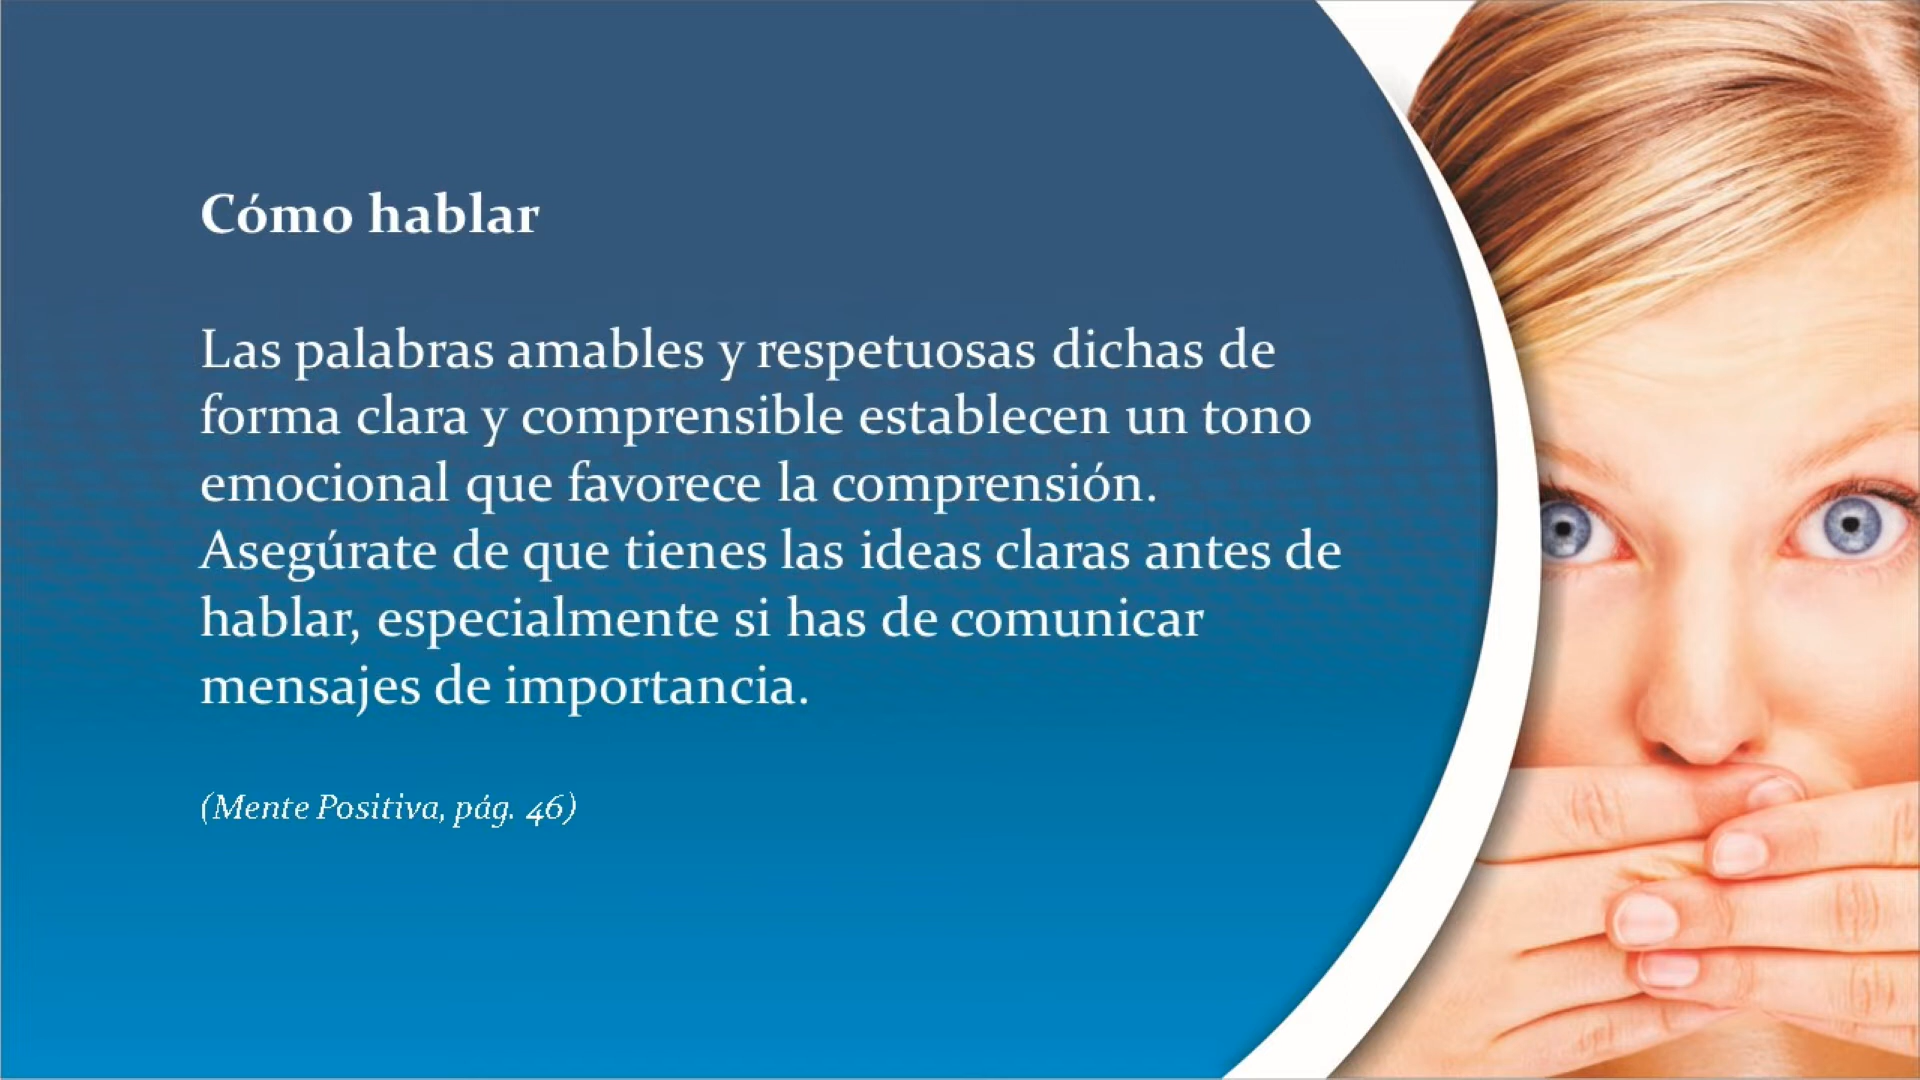 Cómo hablar
Las palabras amables y respetuosas dichas de
forma clara y comprensible establecen un tono
emocional que favorece la comprensión.
Asegúrate de que tienes las ideas claras antes de
hablar, especialmente si has de comunicar
mensajes de importancia.
(Mente Positiva, pág. 46)